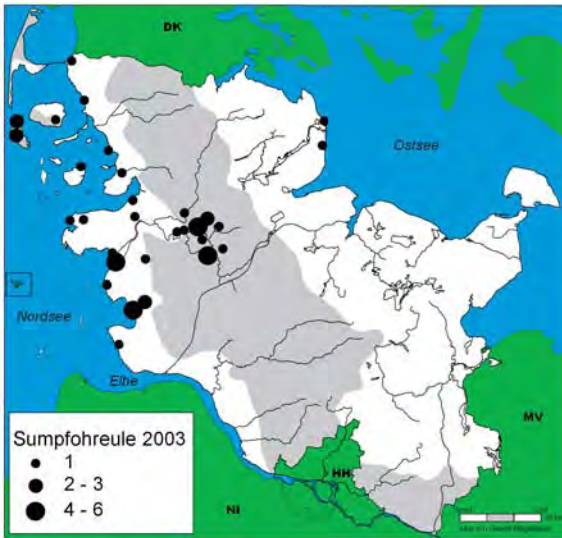 DK
Ostsee
Nordsee
Elbe
MV
HH
NI
Sumpfohreule 2003
1
2 - 3
4 - 6